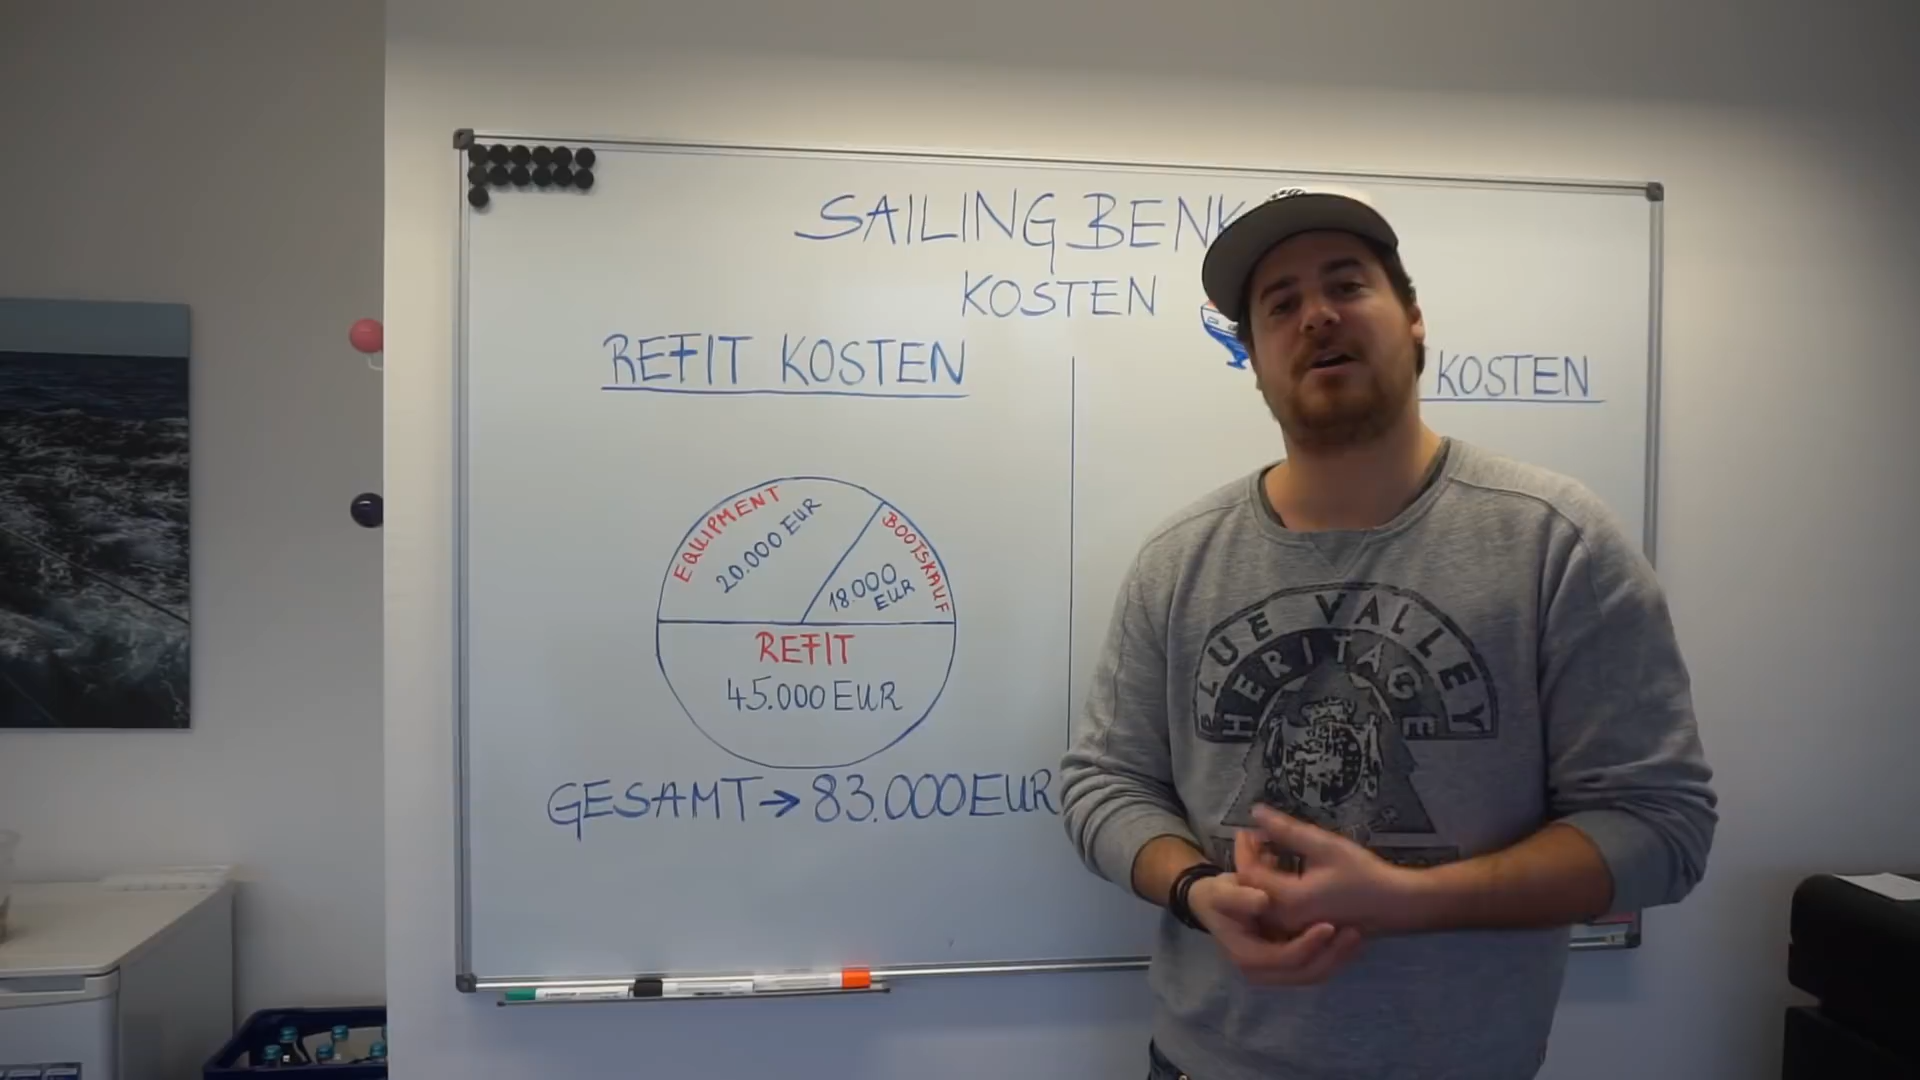 SAILING BENK
KOSTEN
REFIT KOSTEN
KOSTEN
EQUIPMENT
20.000 EUR
BOOTSKAUF
18.000
EUR
REFIT
45.000 EUR
GESAMT → 83.000 EUR
FLUE VALLEY
HERITAGE